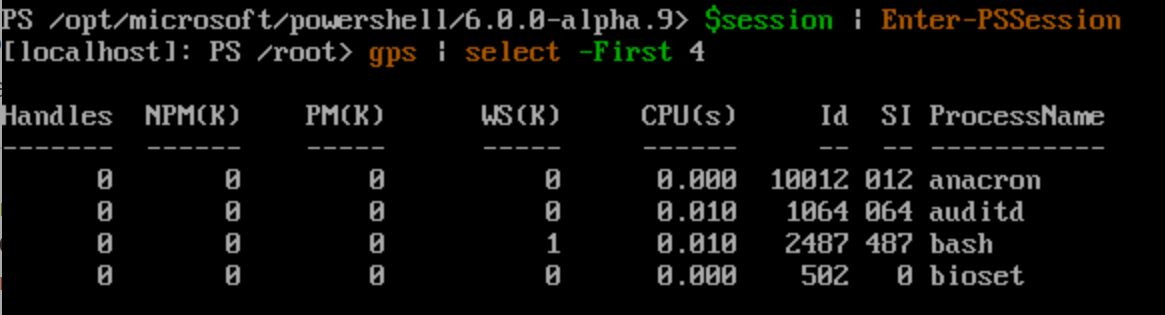 PS /opt/microsoft/powershell/6.0.0-alpha.9> $session | Enter-PSSession
[localhost]: PS /root> gps | select -First 4
Handles NPM(K) PM(K) WS(K) CPU(s) Id SI ProcessName
------- ------ ----- ----- ------ -- -- -----------
0 0 0 0 0.000 10012 012 anacron
0 0 0 0 0.010 1064 064 auditd
0 0 0 1 0.010 2487 487 bash
0 0 0 0 0.000 502 0 bioset